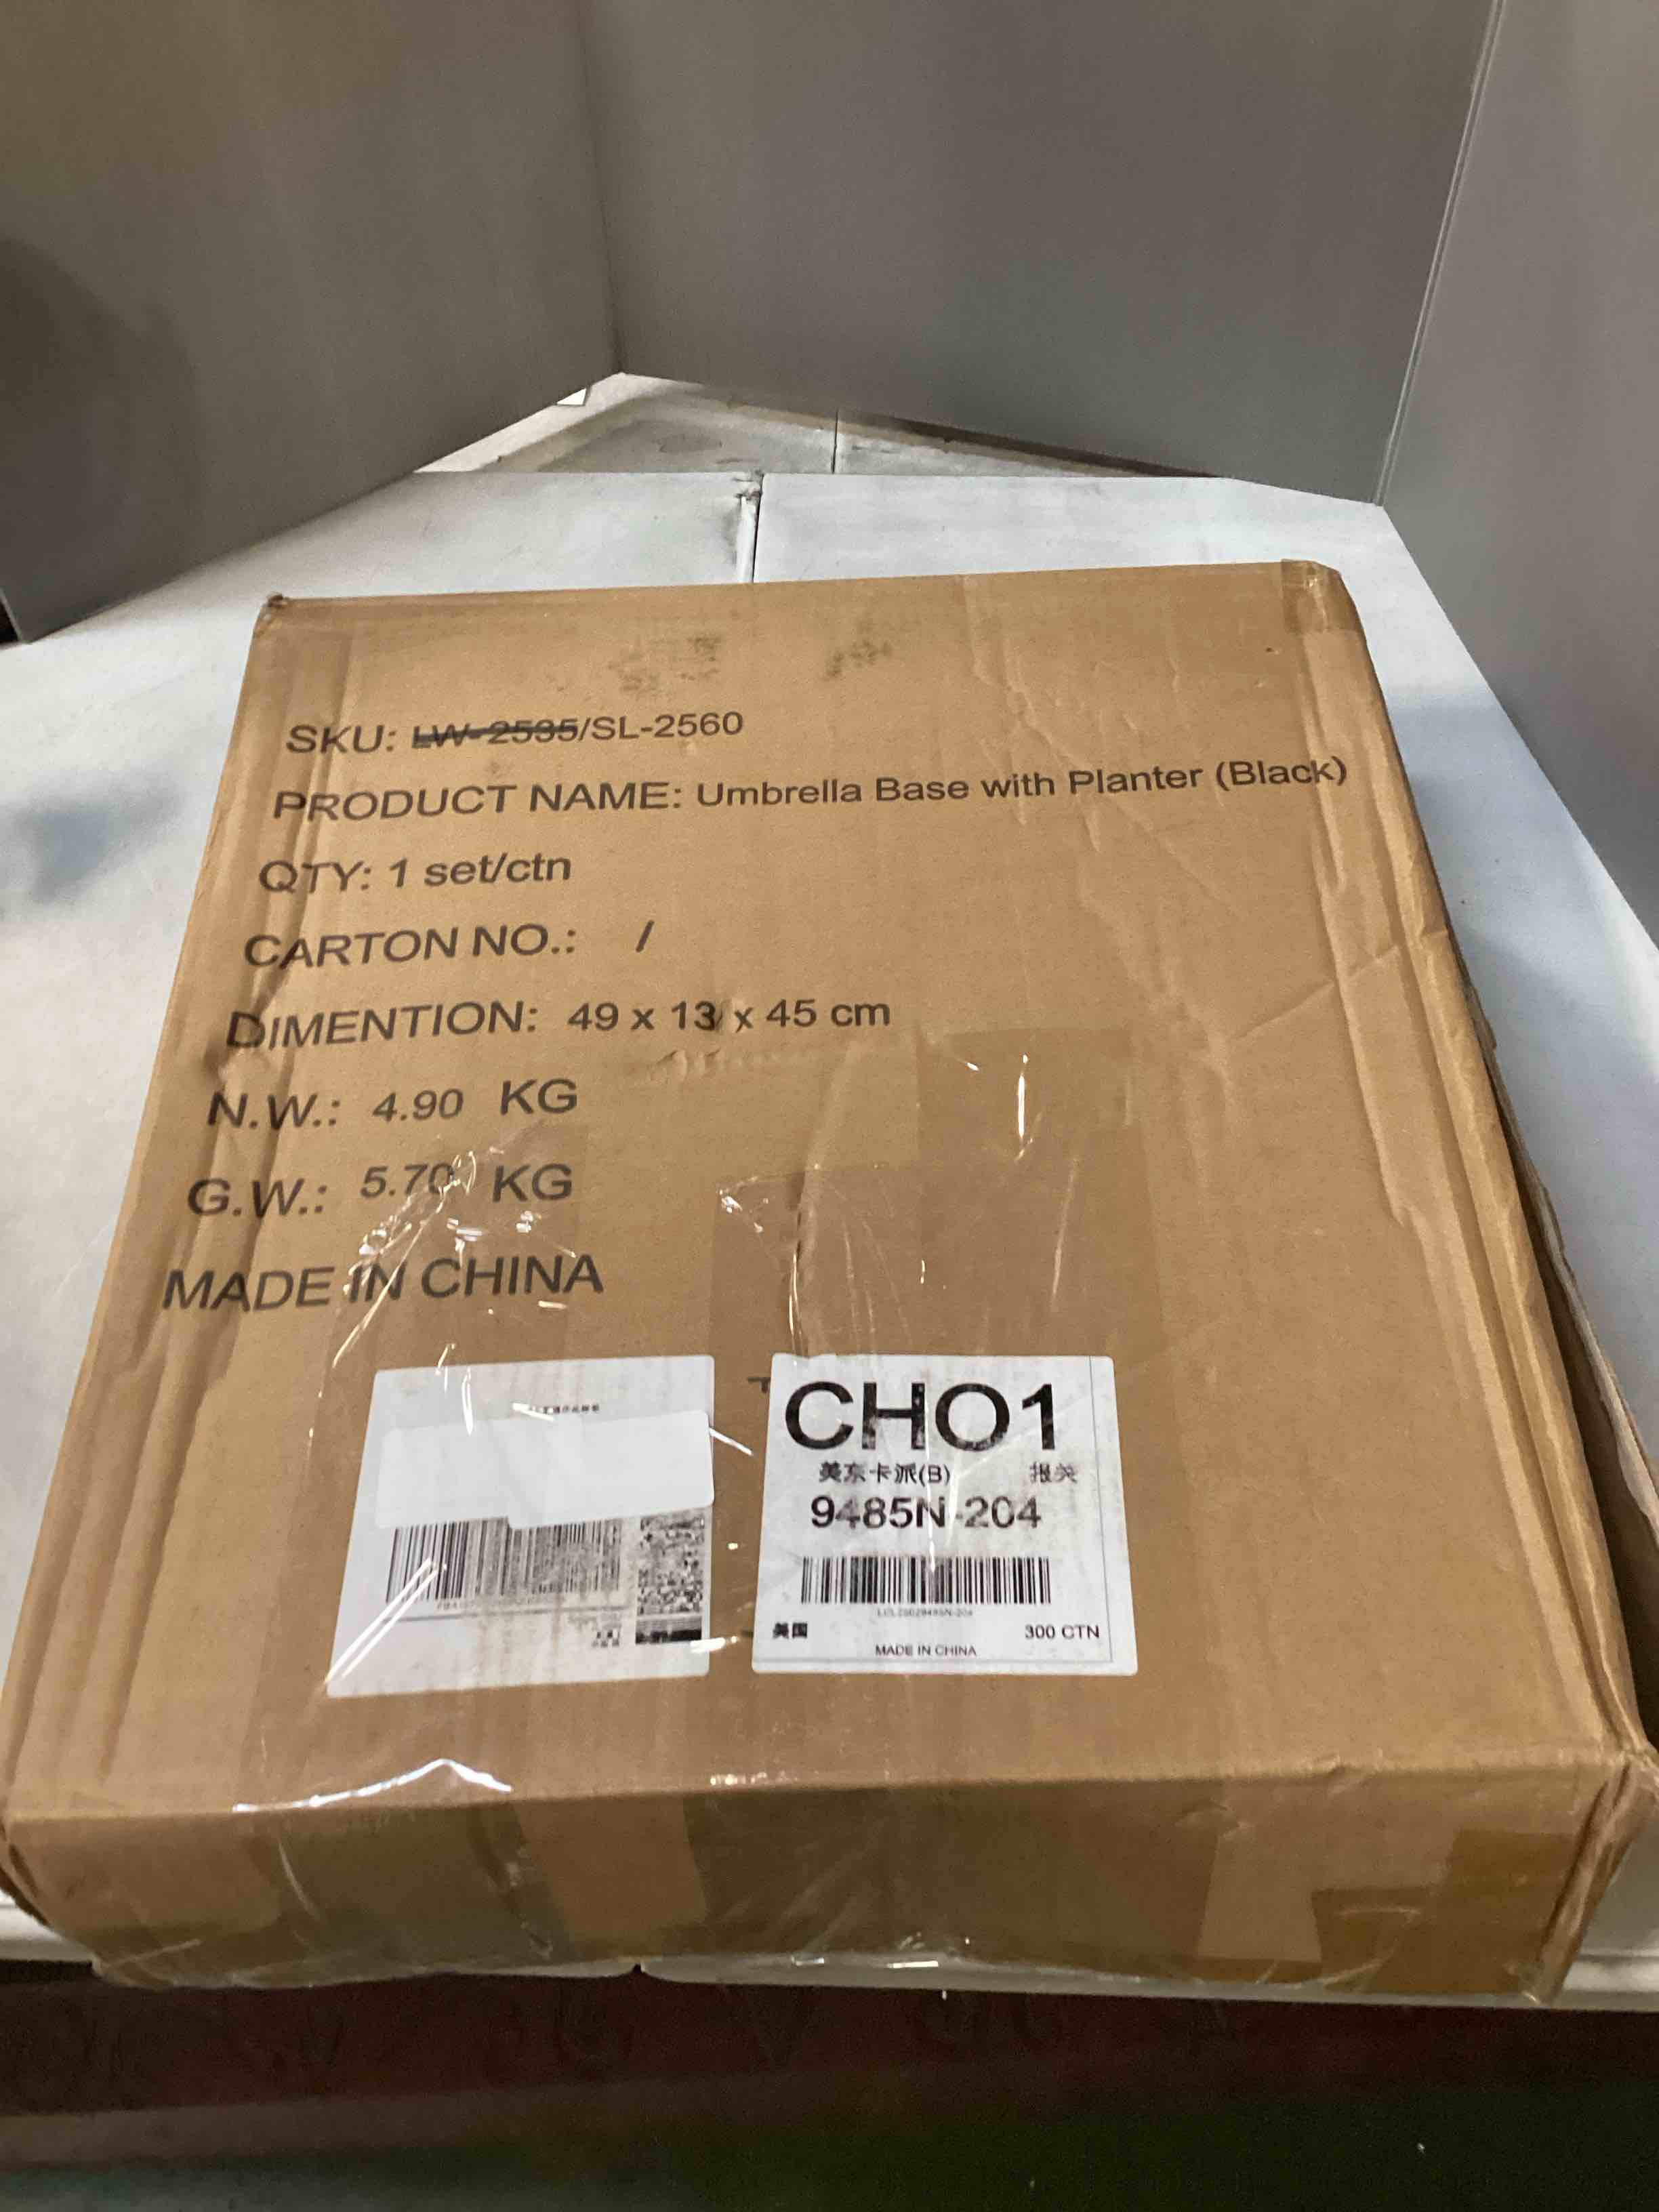 SKU: LW-2535/SL-2560
PRODUCT NAME: Umbrella Base with Planter (Black)
QTY: 1 set/ctn
CARTON NO.: /
DIMENTION: 49 x 13 x 45 cm
N.W.: 4.90 KG
G.W.: 5.70 KG
MADE IN CHINA
CHO1
美东卡派(B) 报关
9485N-204
美国 300 CTN
MADE IN CHINA